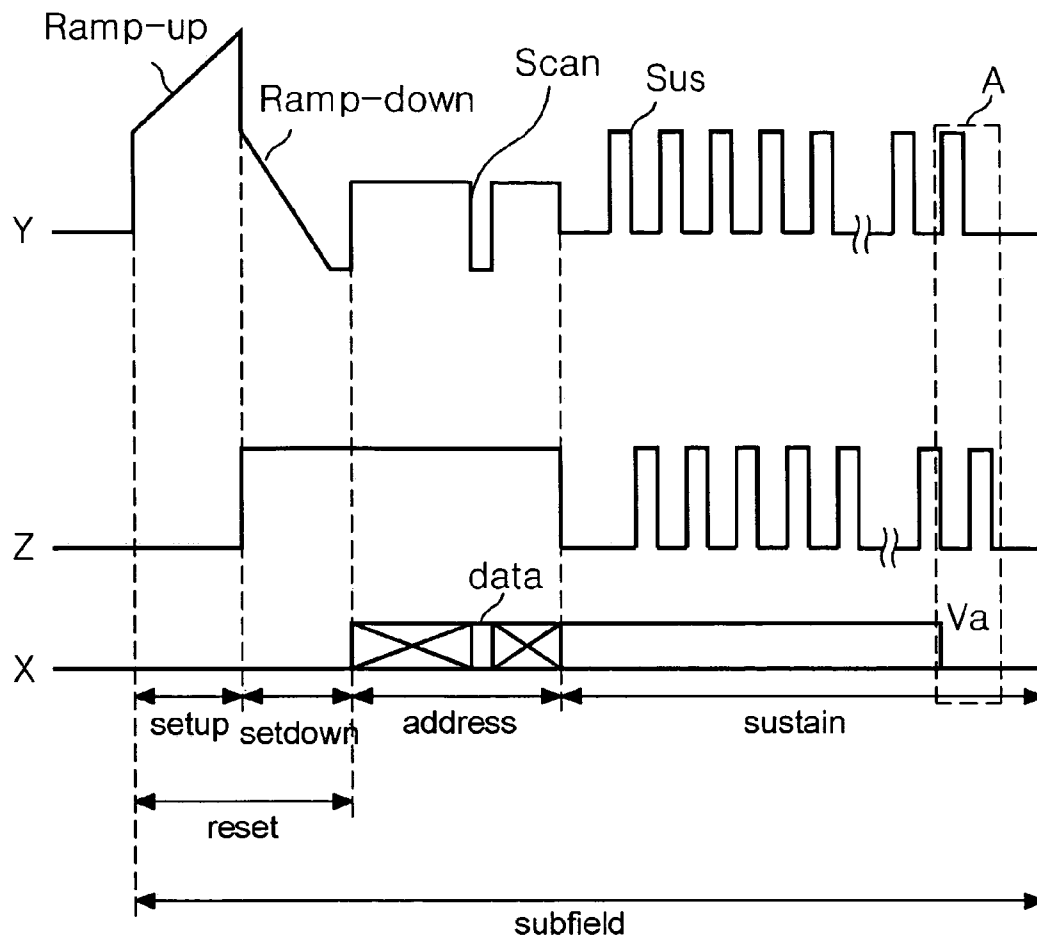 Ramp-up
Ramp-down
Scan
Sus
A
Y
Z
data
Va
X
setup
setdown
address
sustain
reset
subfield